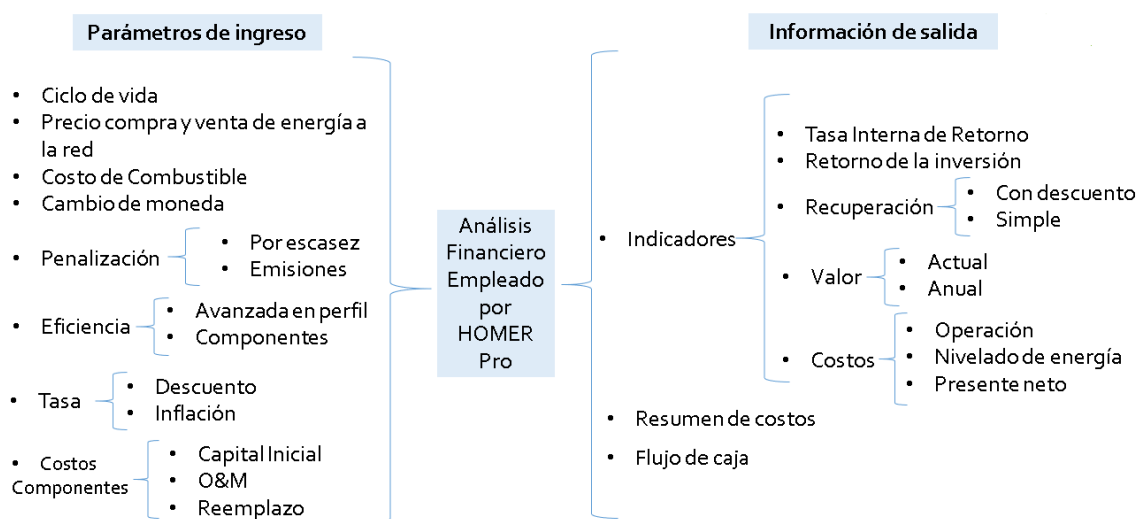 Parámetros de ingreso
• Ciclo de vida
• Precio compra y venta de energía a
la red
• Costo de Combustible
• Cambio de moneda
• Penalización
• Por escasez
• Emisiones
• Eficiencia
• Avanzada en perfil
• Componentes
• Tasa
• Descuento
• Inflación
• Costos
Componentes
• Capital Inicial
• O&M
• Reemplazo
Análisis
Financiero
Empleado
por
HOMER
Pro
Información de salida
• Indicadores
• Tasa Interna de Retorno
• Retorno de la inversión
• Recuperación
• Con descuento
• Simple
• Valor
• Actual
• Anual
• Costos
• Operación
• Nivelado de energía
• Presente neto
• Resumen de costos
• Flujo de caja